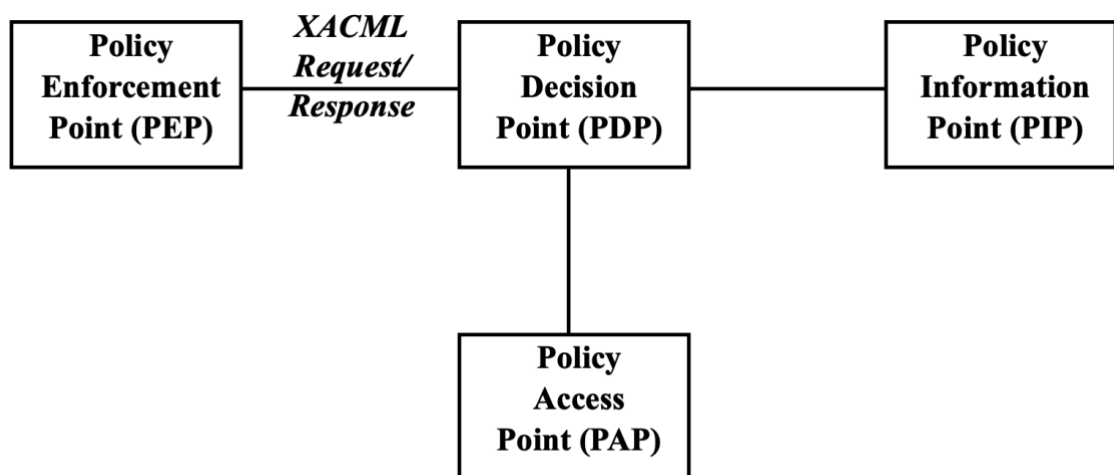 Policy
Enforcement
Point (PEP)
XACML
Request/
Response
Policy
Decision
Point (PDP)
Policy
Information
Point (PIP)
Policy
Access
Point (PAP)